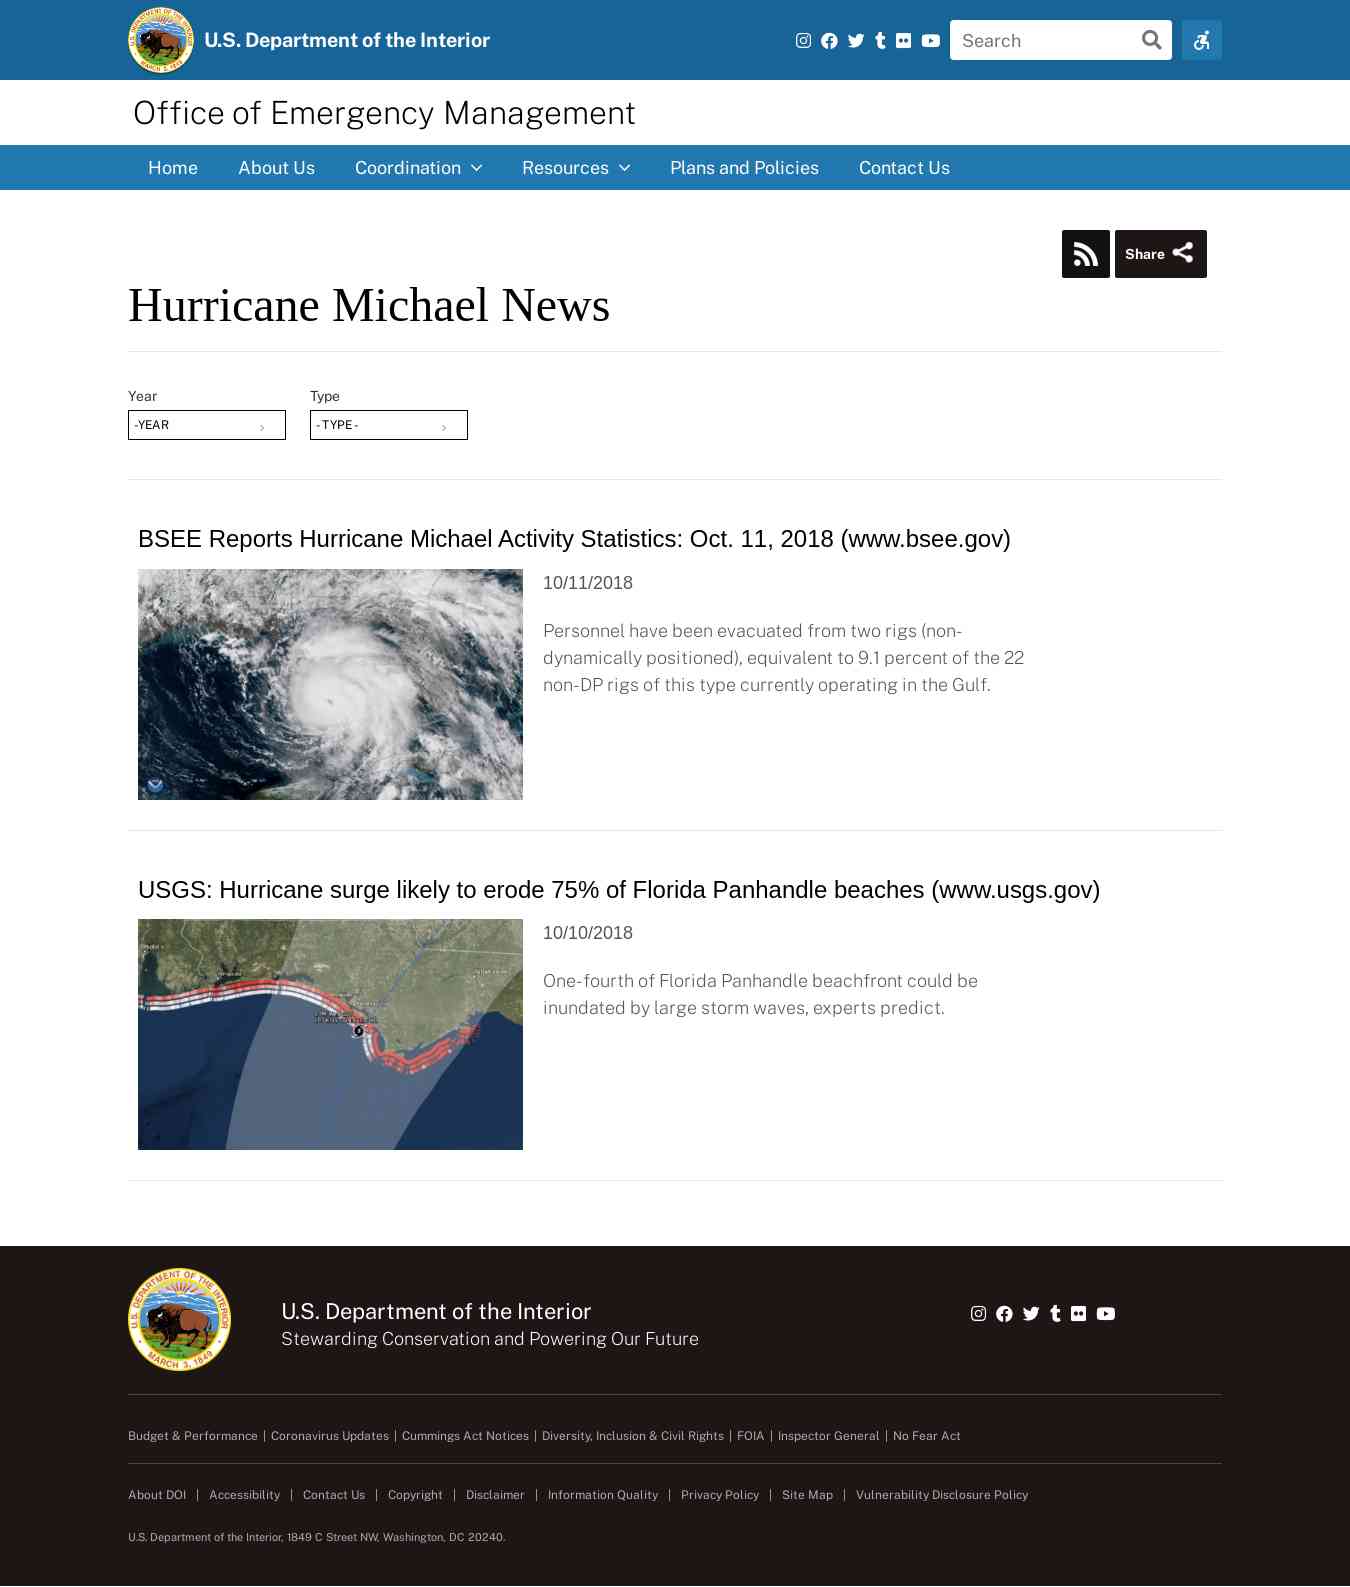 U.S. Department of the Interior
Search
Office of Emergency Management
Home About Us Coordination Resources Plans and Policies Contact Us
Share
Hurricane Michael News
Year Type
-YEAR - TYPE -
BSEE Reports Hurricane Michael Activity Statistics: Oct. 11, 2018 (www.bsee.gov)
10/11/2018
Personnel have been evacuated from two rigs (non-
dynamically positioned), equivalent to 9.1 percent of the 22
non-DP rigs of this type currently operating in the Gulf.
USGS: Hurricane surge likely to erode 75% of Florida Panhandle beaches (www.usgs.gov)
10/10/2018
One-fourth of Florida Panhandle beachfront could be
inundated by large storm waves, experts predict.
U.S. DEPARTMENT OF THE INTERIOR
MARCH 3, 1849
U.S. Department of the Interior
Stewarding Conservation and Powering Our Future
Budget & Performance | Coronavirus Updates | Cummings Act Notices | Diversity, Inclusion & Civil Rights | FOIA | Inspector General | No Fear Act
About DOI | Accessibility | Contact Us | Copyright | Disclaimer | Information Quality | Privacy Policy | Site Map | Vulnerability Disclosure Policy
U.S. Department of the Interior, 1849 C Street NW, Washington, DC 20240.